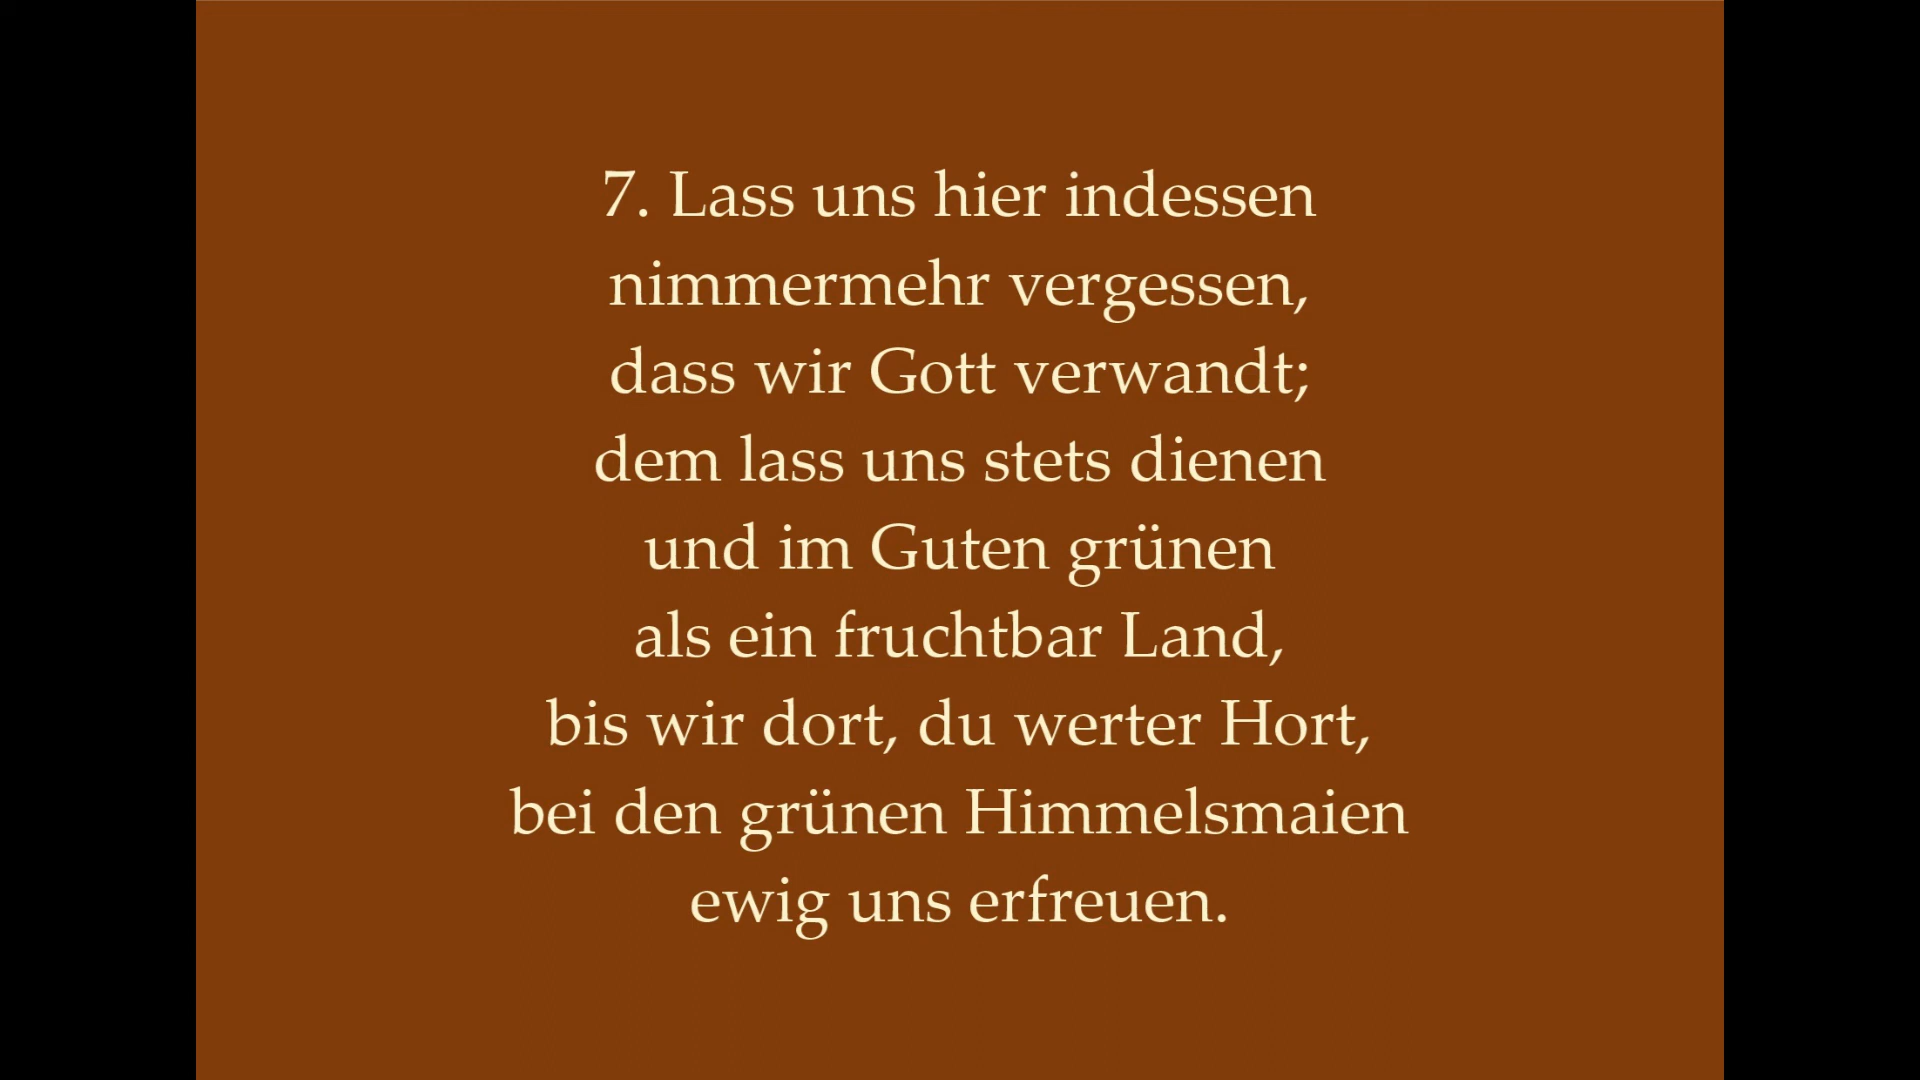 7. Lass uns hier indessen
nimmermehr vergessen,
dass wir Gott verwandt;
dem lass uns stets dienen
und im Guten grünen
als ein fruchtbar Land,
bis wir dort, du werter Hort,
bei den grünen Himmelsmaien
ewig uns erfreuen.